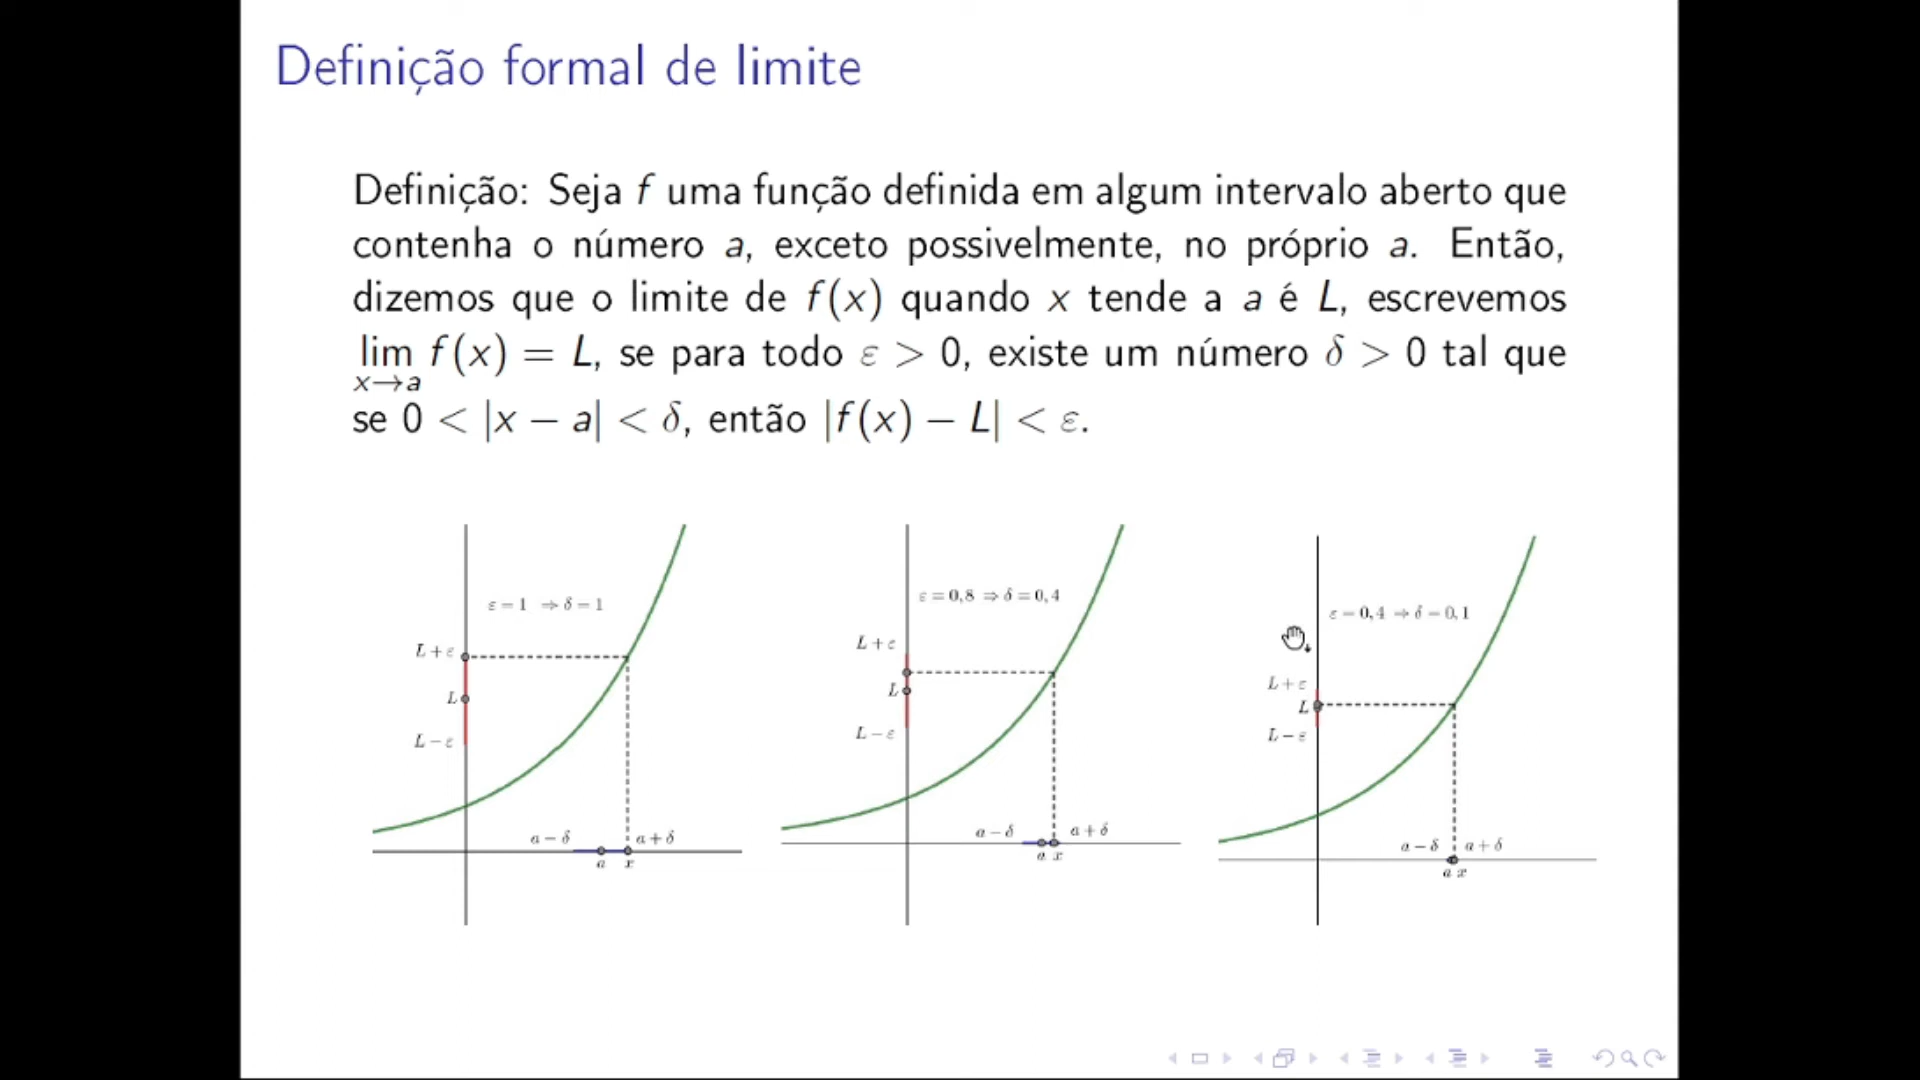 Definição formal de limite
Definição: Seja f uma função definida em algum intervalo aberto que
contenha o número a, exceto possivelmente, no próprio a. Então,
dizemos que o limite de f(x) quando x tende a a é L, escrevemos
lim f(x) = L, se para todo ε > 0, existe um número δ > 0 tal que
x→a
se 0 < |x − a| < δ, então |f(x) − L| < ε.
ε = 1 ⇒ δ = 1
L + ε
L
L − ε
a − δ
a + δ
a x
ε = 0,8 ⇒ δ = 0,4
L + ε
L
L − ε
a − δ
a + δ
a x
ε = 0,4 ⇒ δ = 0,1
L + ε
L
L − ε
a − δ
a + δ
a x